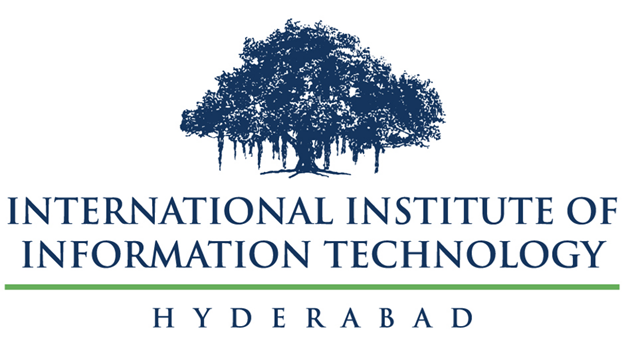 INTERNATIONAL INSTITUTE OF
INFORMATION TECHNOLOGY
HYDERABAD